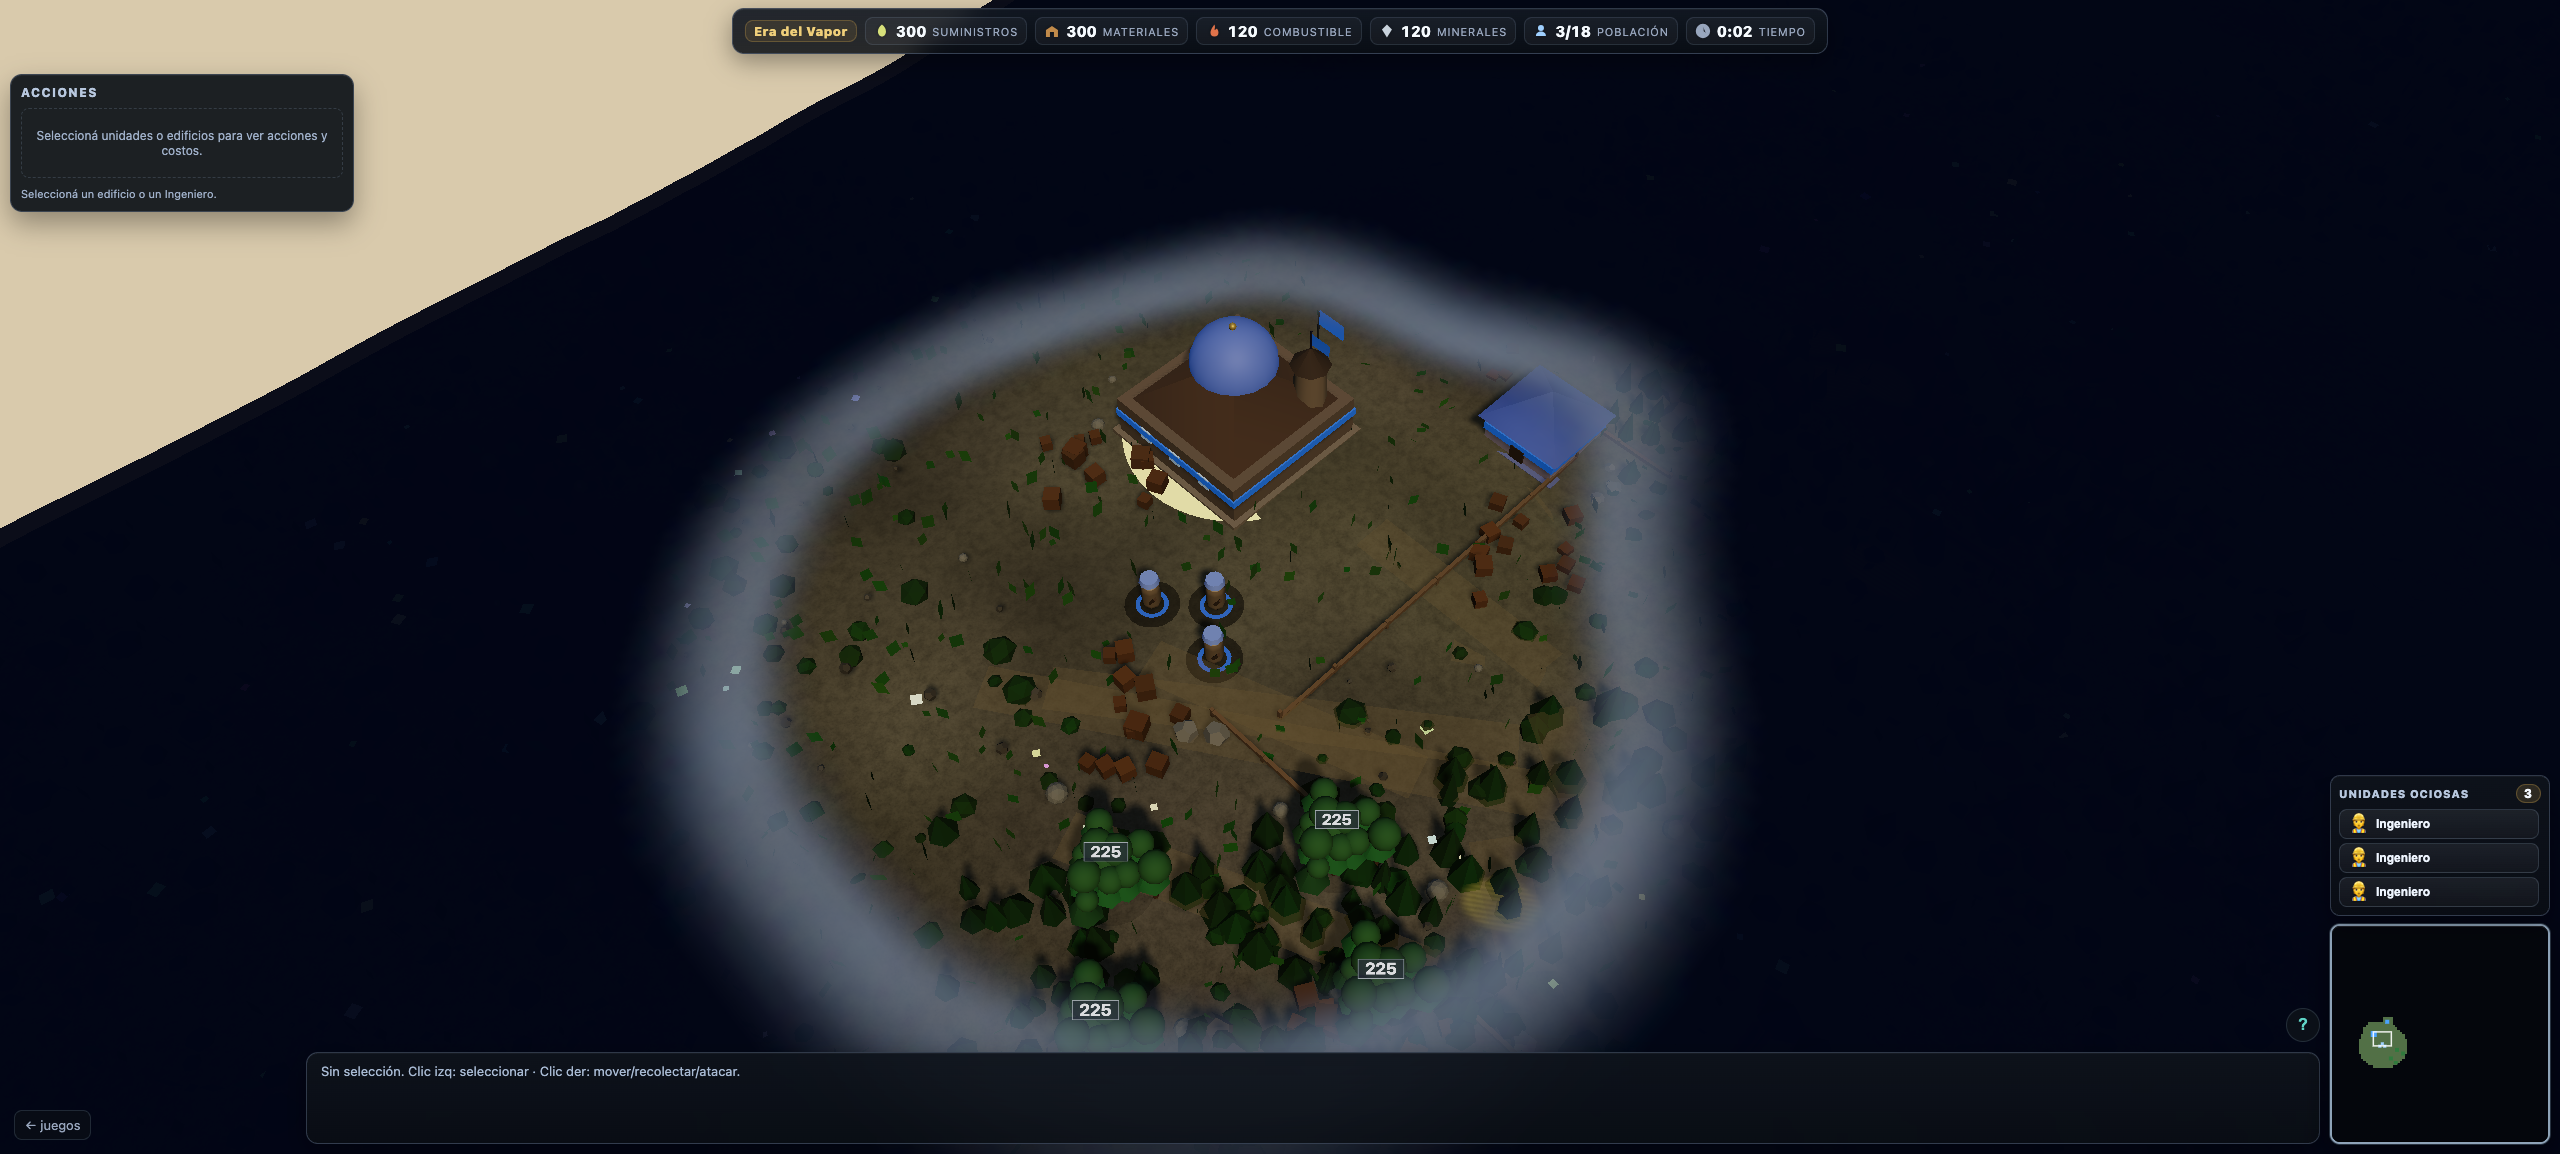 Era del Vapor
300 SUMINISTROS
300 MATERIALES
120 COMBUSTIBLE
120 MINERALES
3/18 POBLACIÓN
0:02 TIEMPO
ACCIONES
Seleccioná unidades o edificios para ver acciones y
costos.
Seleccioná un edificio o un Ingeniero.
225
225
225
225
UNIDADES OCIOSAS 3
Ingeniero
Ingeniero
Ingeniero
?
Sin selección. Clic izq: seleccionar · Clic der: mover/recolectar/atacar.
← juegos